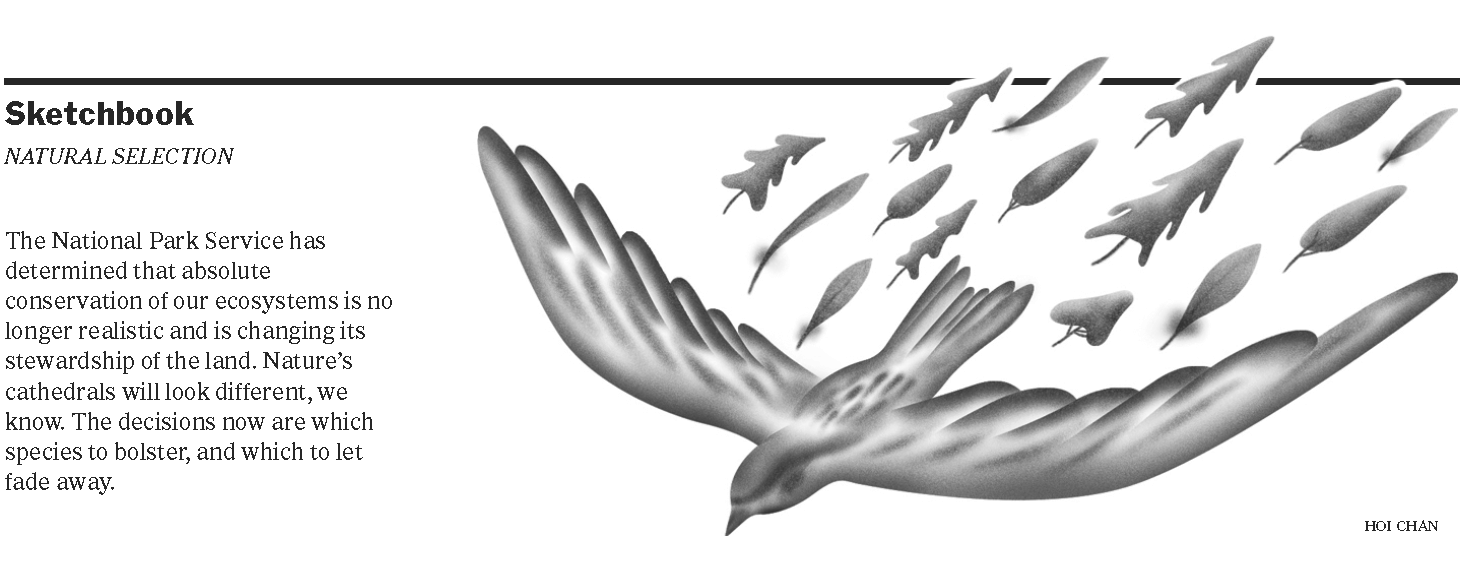 Sketchbook
NATURAL SELECTION
The National Park Service has
determined that absolute
conservation of our ecosystems is no
longer realistic and is changing its
stewardship of the land. Nature’s
cathedrals will look different, we
know. The decisions now are which
species to bolster, and which to let
fade away.
HOI CHAN